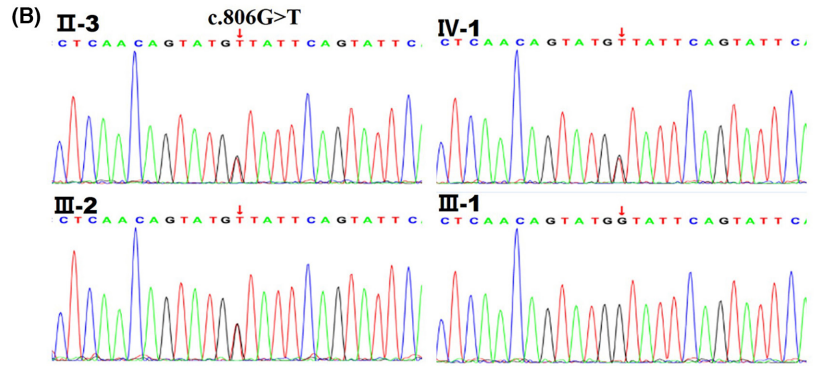 (B)
II-3
c.806G>T
C T C A A C A G T A T G T T A T T C A G T A T T C
IV-1
C T C A A C A G T A T G T T A T T C A G T A T T C
III-2
C T C A A C A G T A T G T T A T T C A G T A T T C
III-1
C T C A A C A G T A T G G T A T T C A G T A T T C